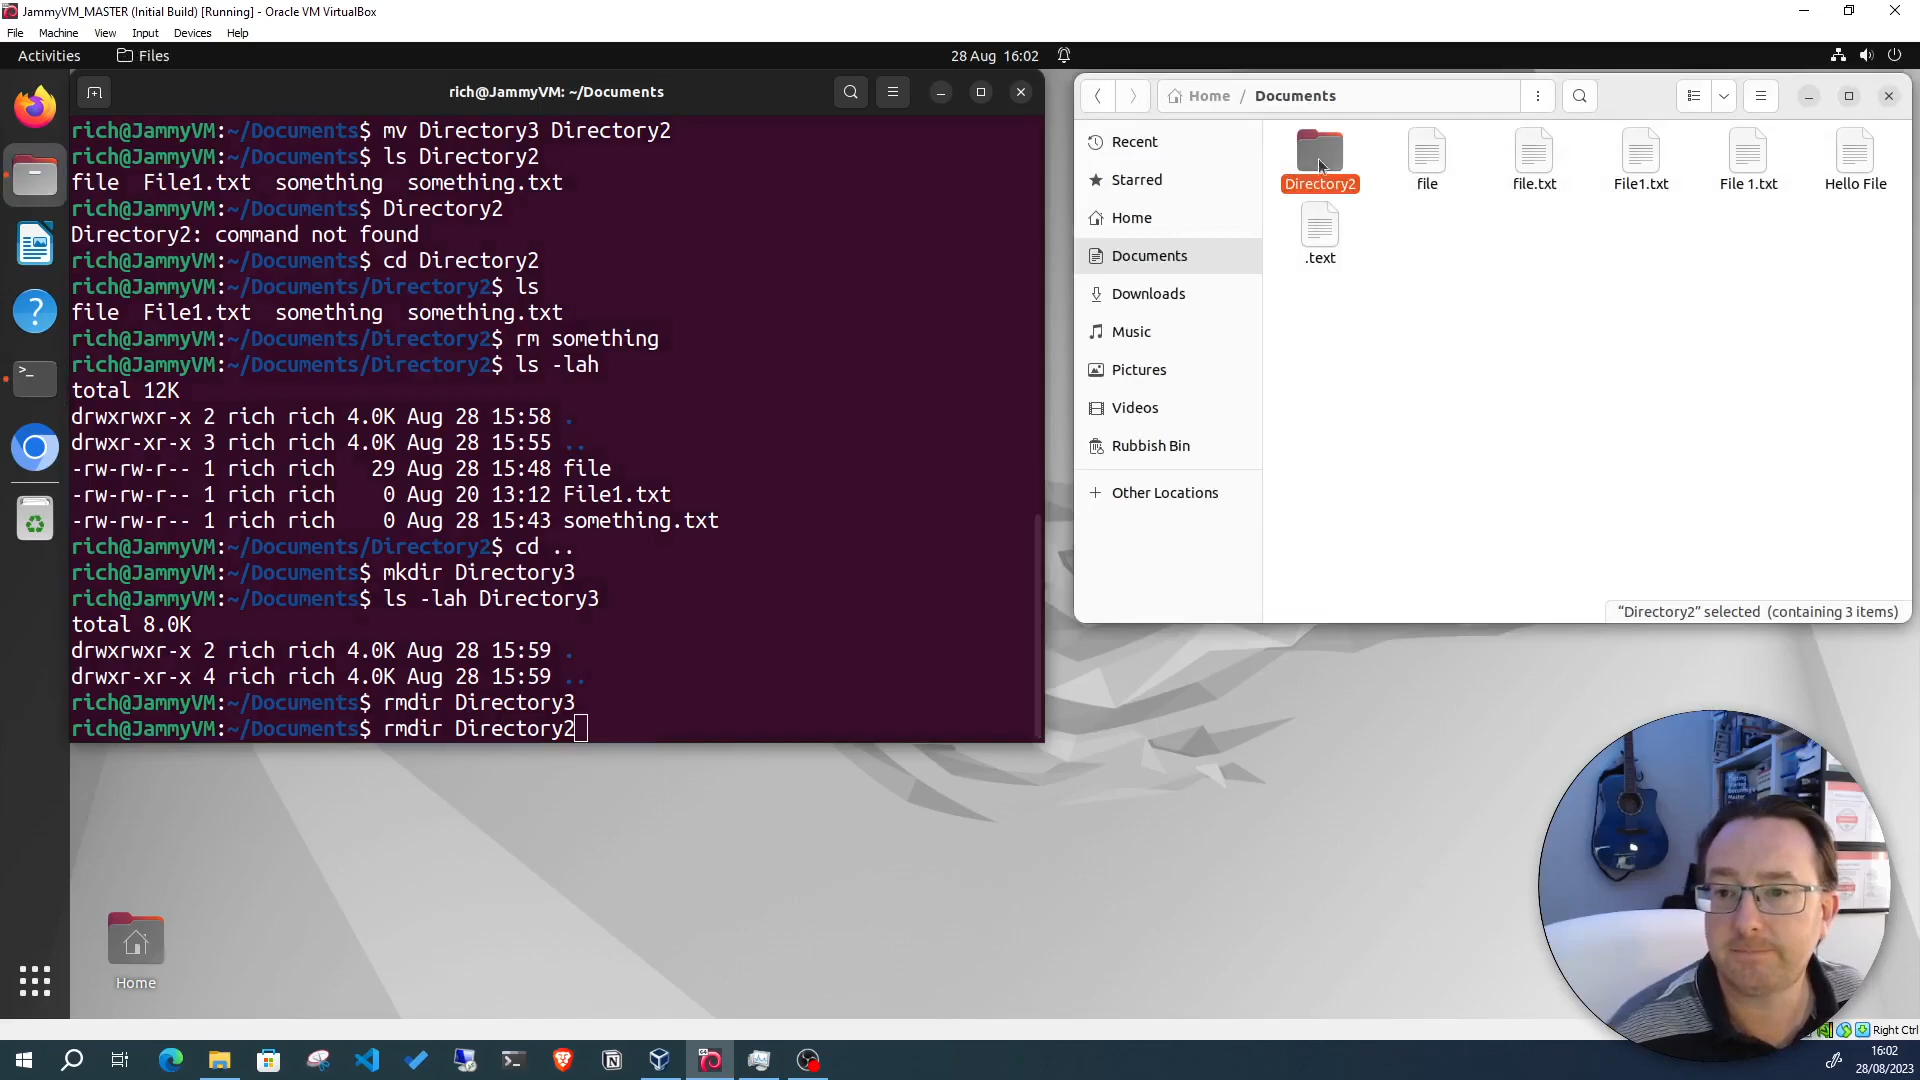 JammyVM_MASTER (Initial Build) [Running] - Oracle VM VirtualBox
File Machine View Input Devices Help
Activities Files 28 Aug 16:02
rich@JammyVM: ~/Documents
rich@JammyVM:~/Documents$ mv Directory3 Directory2
rich@JammyVM:~/Documents$ ls Directory2
file File1.txt something something.txt
rich@JammyVM:~/Documents$ Directory2
Directory2: command not found
rich@JammyVM:~/Documents$ cd Directory2
rich@JammyVM:~/Documents/Directory2$ ls
file File1.txt something something.txt
rich@JammyVM:~/Documents/Directory2$ rm something
rich@JammyVM:~/Documents/Directory2$ ls -lah
total 12K
drwxrwxr-x 2 rich rich 4.0K Aug 28 15:58 .
drwxr-xr-x 3 rich rich 4.0K Aug 28 15:55 ..
-rw-rw-r-- 1 rich rich 29 Aug 28 15:48 file
-rw-rw-r-- 1 rich rich 0 Aug 20 13:12 File1.txt
-rw-rw-r-- 1 rich rich 0 Aug 28 15:43 something.txt
rich@JammyVM:~/Documents/Directory2$ cd ..
rich@JammyVM:~/Documents$ mkdir Directory3
rich@JammyVM:~/Documents$ ls -lah Directory3
total 8.0K
drwxrwxr-x 2 rich rich 4.0K Aug 28 15:59 .
drwxr-xr-x 4 rich rich 4.0K Aug 28 15:59 ..
rich@JammyVM:~/Documents$ rmdir Directory3
rich@JammyVM:~/Documents$ rmdir Directory2
Home / Documents
Recent
Starred
Home
Documents
Downloads
Music
Pictures
Videos
Rubbish Bin
+ Other Locations
Directory2 file file.txt File1.txt File 1.txt Hello File
.text
“Directory2” selected (containing 3 items)
Home
Right Ctrl
16:02
28/08/2023